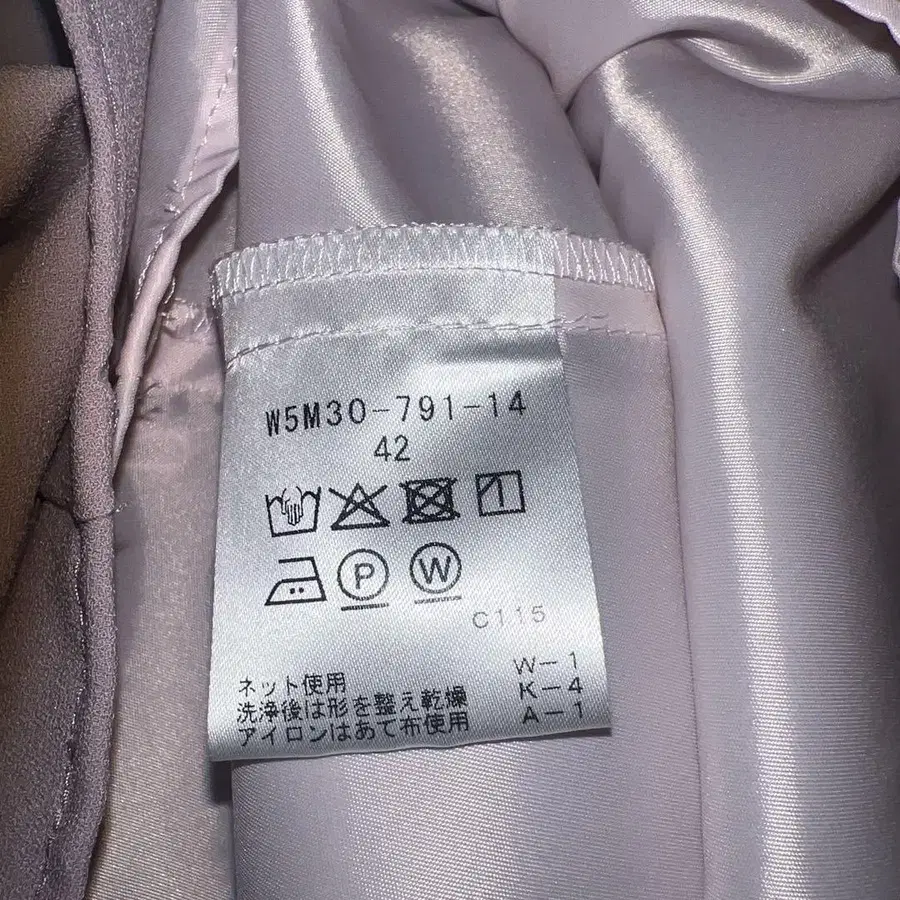 W5M30-791-14
42
P W
C115
ネット使用 W-1
洗浄後は形を整え乾燥 K-4
アイロンはあて布使用 A-1